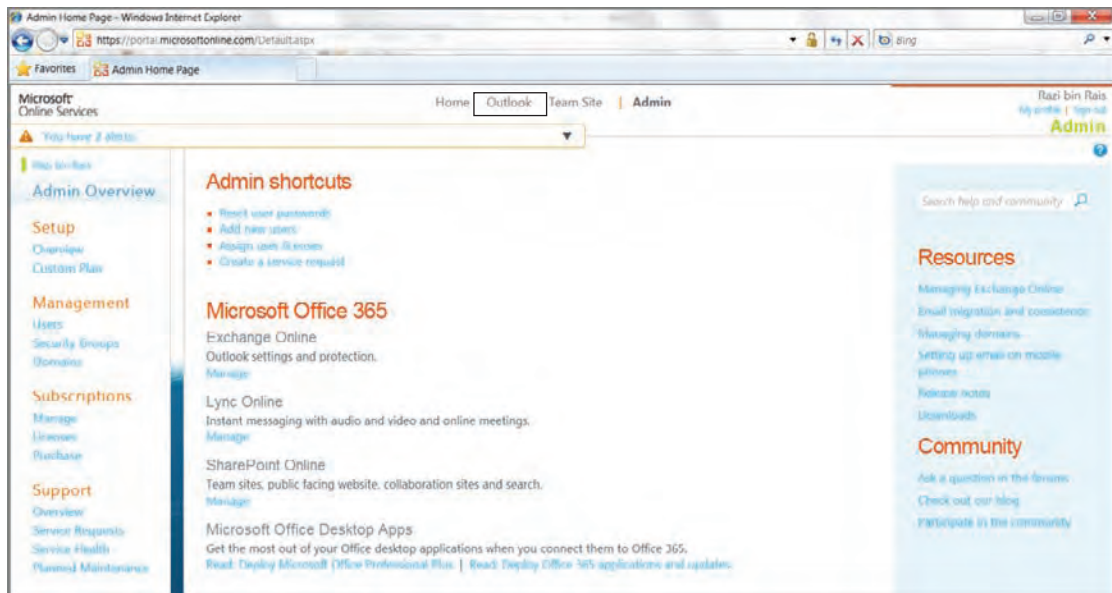 Admin Home Page - Windows Internet Explorer
https://portal.microsoftonline.com/Default.aspx
Bing
Favorites Admin Home Page
Microsoft
Online Services
Home Outlook Team Site | Admin
Razi bin Rais
My profile | Sign out
Admin
You have 2 alerts
Admin Overview
Setup
Overview
Custom Plan
Management
Users
Security Groups
Domains
Subscriptions
Manage
Licenses
Purchase
Support
Overview
Service Requests
Service Health
Planned Maintenance
Admin shortcuts
Reset user passwords
Add new users
Assign user licenses
Create a service request
Microsoft Office 365
Exchange Online
Outlook settings and protection.
Manage
Lync Online
Instant messaging with audio and video and online meetings.
Manage
SharePoint Online
Team sites, public facing website, collaboration sites and search.
Manage
Microsoft Office Desktop Apps
Get the most out of your Office desktop applications when you connect them to Office 365.
Read: Deploy Microsoft Office Professional Plus | Read: Deploy Office 365 applications and updates
Search help and community
Resources
Managing Exchange Online
Email migration and coexistence
Managing domains
Setting up email on mobile
phones
Release notes
Downloads
Community
Ask a question in the forums
Check out our blog
Participate in the community